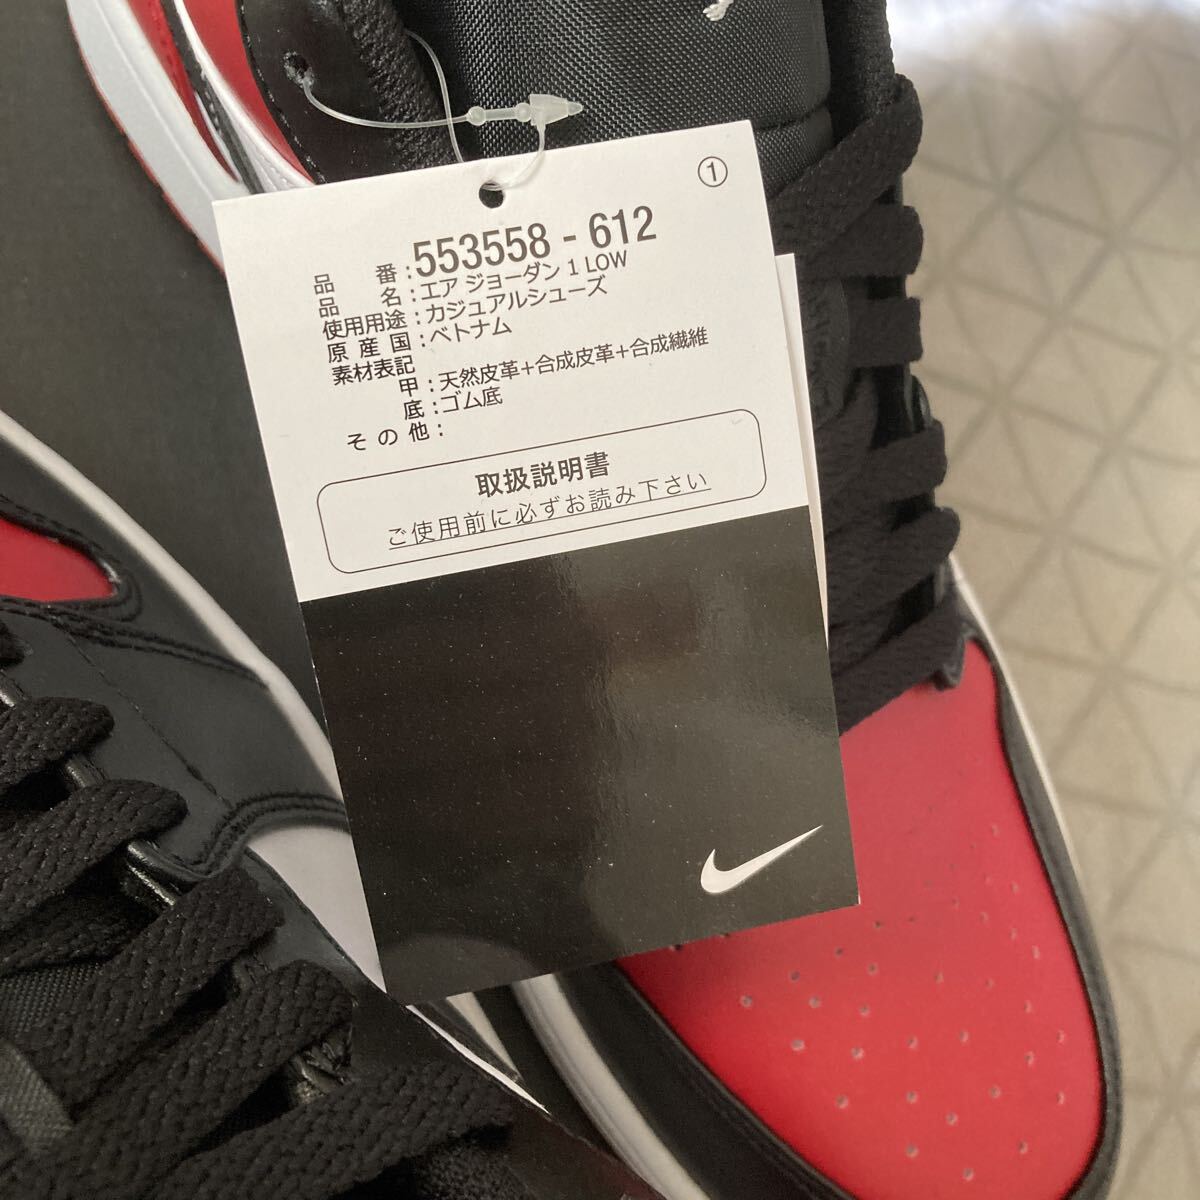 ①
品番:553558-612
品名:エア ジョーダン 1 LOW
使用用途:カジュアルシューズ
原産国:ベトナム
素材表記
甲:天然皮革+合成皮革+合成繊維
底:ゴム底
その他:
取扱説明書
ご使用前に必ずお読み下さい